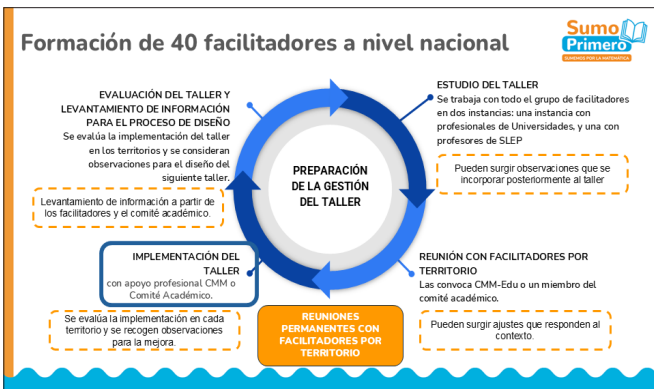 Formación de 40 facilitadores a nivel nacional
Sumo
Primero
SUMEMOS POR LA MATEMÁTICA
EVALUACIÓN DEL TALLER Y
LEVANTAMIENTO DE INFORMACIÓN
PARA EL PROCESO DE DISEÑO
Se evalúa la implementación del taller
en los territorios y se consideran
observaciones para el diseño del
siguiente taller.
Levantamiento de información a partir de
los facilitadores y el comité académico.
ESTUDIO DEL TALLER
Se trabaja con todo el grupo de facilitadores
en dos instancias: una instancia con
profesionales de Universidades, y una con
profesores de SLEP
Pueden surgir observaciones que se
incorporar posteriormente al taller
PREPARACIÓN
DE LA GESTIÓN
DEL TALLER
IMPLEMENTACIÓN DEL
TALLER
con apoyo profesional CMM o
Comité Académico.
Se evalúa la implementación en cada
territorio y se recogen observaciones
para la mejora.
REUNIÓN CON FACILITADORES POR
TERRITORIO
Las convoca CMM-Edu o un miembro del
comité académico.
Pueden surgir ajustes que responden al
contexto.
REUNIONES
PERMANENTES CON
FACILITADORES POR
TERRITORIO